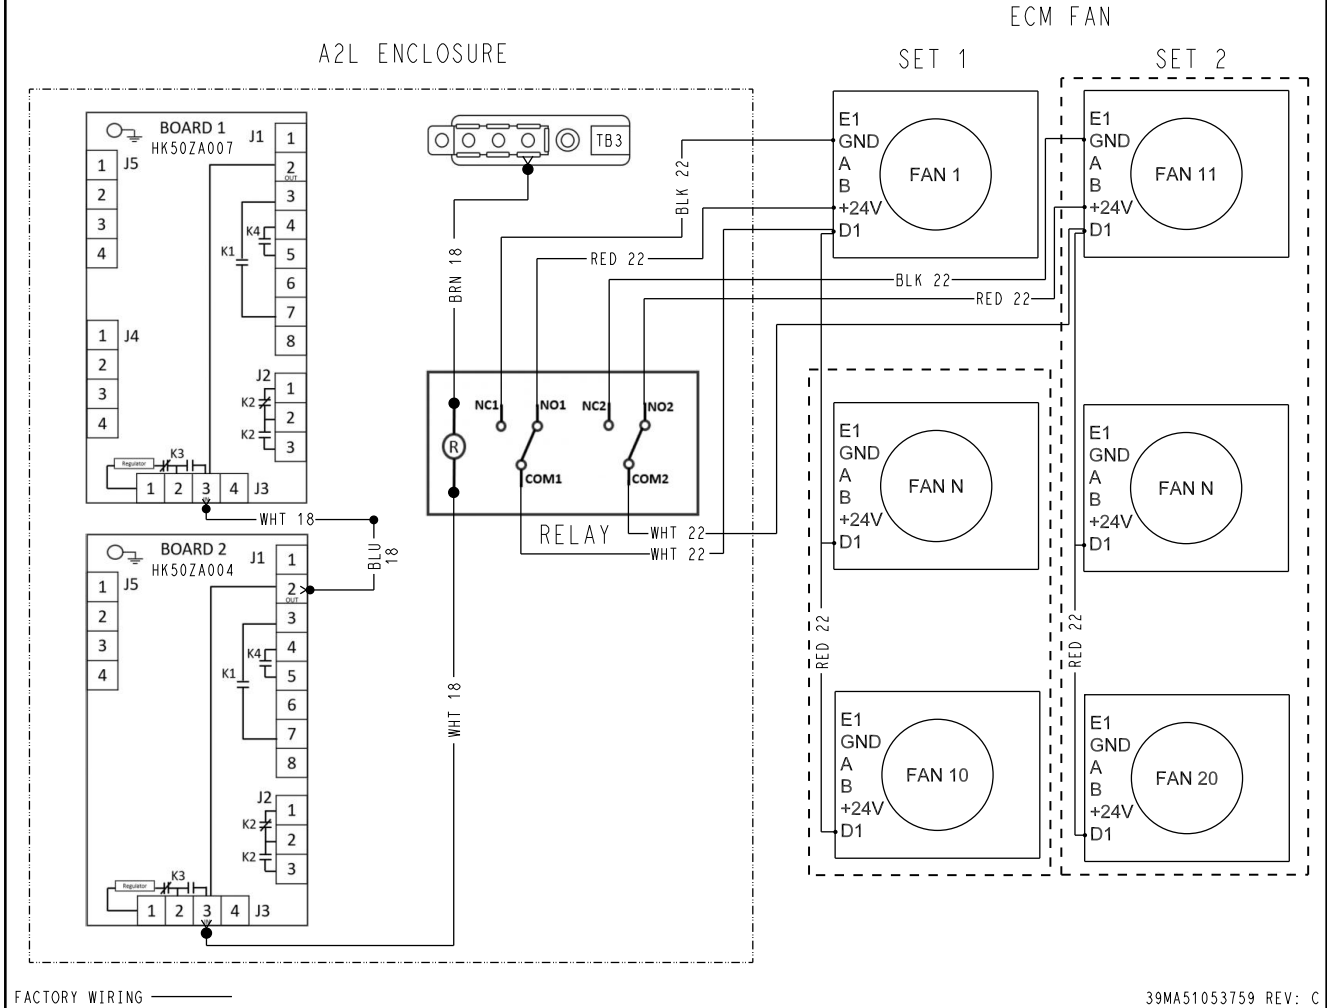 ECM FAN
A2L ENCLOSURE
SET 1
SET 2
BOARD 1
HK50ZA007
J1
1
2
OUT
3
4
5
6
7
8
J5
1
2
3
4
K4
K1
J4
1
2
3
4
J2
1
2
3
K2
K2
K3
Regulator
1 2 3 4 J3
WHT 18
BLU 18
BOARD 2
HK50ZA004
J1
1
2
OUT
3
4
5
6
7
8
J5
1
2
3
4
K4
K1
J2
1
2
3
K2
K2
K3
Regulator
1 2 3 4 J3
TB3
BRN 18
WHT 18
BLK 22
RED 22
BLK 22
RED 22
NC1
NO1
NC2
NO2
R
COM1
COM2
RELAY
WHT 22
WHT 22
E1
GND
A
B
+24V
D1
FAN 1
E1
GND
A
B
+24V
D1
FAN N
RED 22
E1
GND
A
B
+24V
D1
FAN 10
E1
GND
A
B
+24V
D1
FAN 11
E1
GND
A
B
+24V
D1
FAN N
RED 22
E1
GND
A
B
+24V
D1
FAN 20
FACTORY WIRING
39MA51053759 REV: C